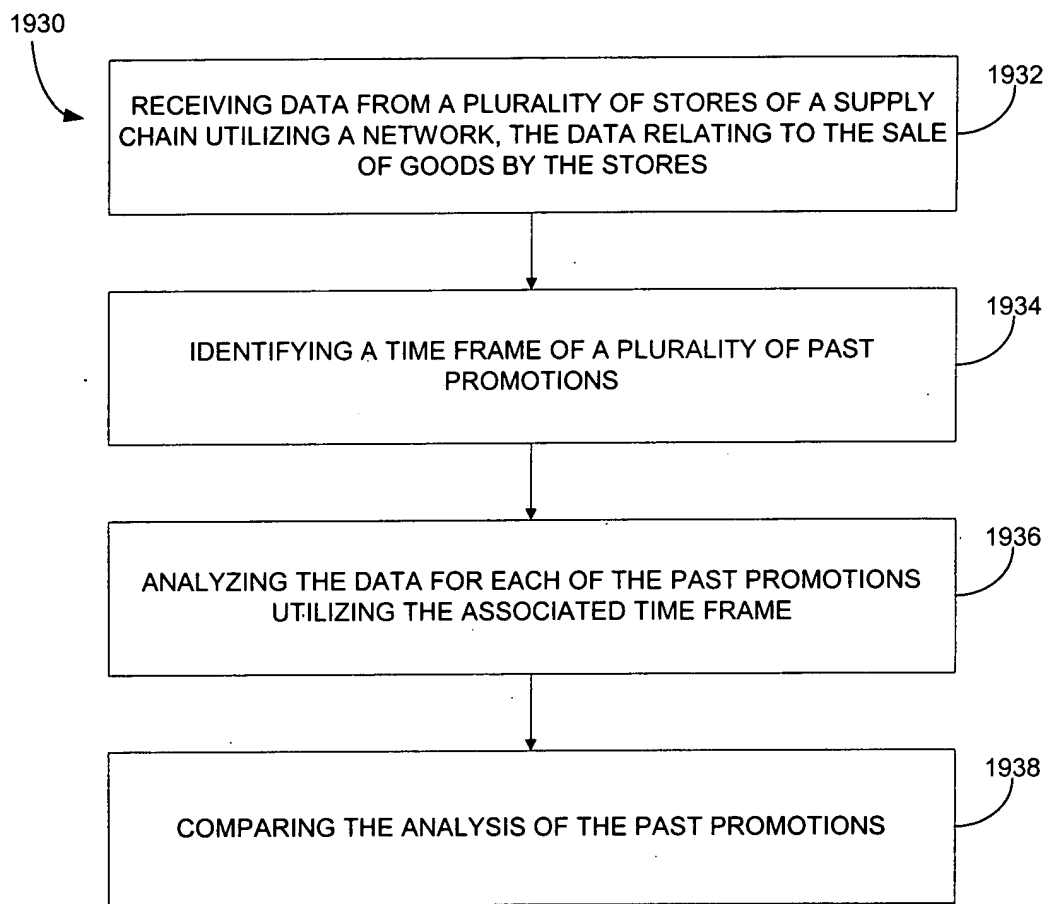 1930
1932
RECEIVING DATA FROM A PLURALITY OF STORES OF A SUPPLY
CHAIN UTILIZING A NETWORK, THE DATA RELATING TO THE SALE
OF GOODS BY THE STORES
1934
IDENTIFYING A TIME FRAME OF A PLURALITY OF PAST
PROMOTIONS
1936
ANALYZING THE DATA FOR EACH OF THE PAST PROMOTIONS
UTILIZING THE ASSOCIATED TIME FRAME
1938
COMPARING THE ANALYSIS OF THE PAST PROMOTIONS